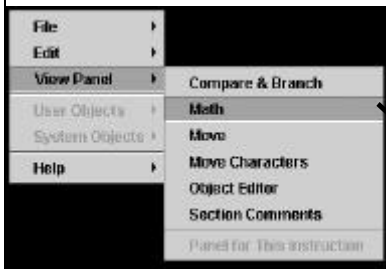 File
Edit
View Panel
User Objects
System Objects
Help
Compare & Branch
Math
Move
Move Characters
Object Editor
Section Comments
Panel for This Instruction